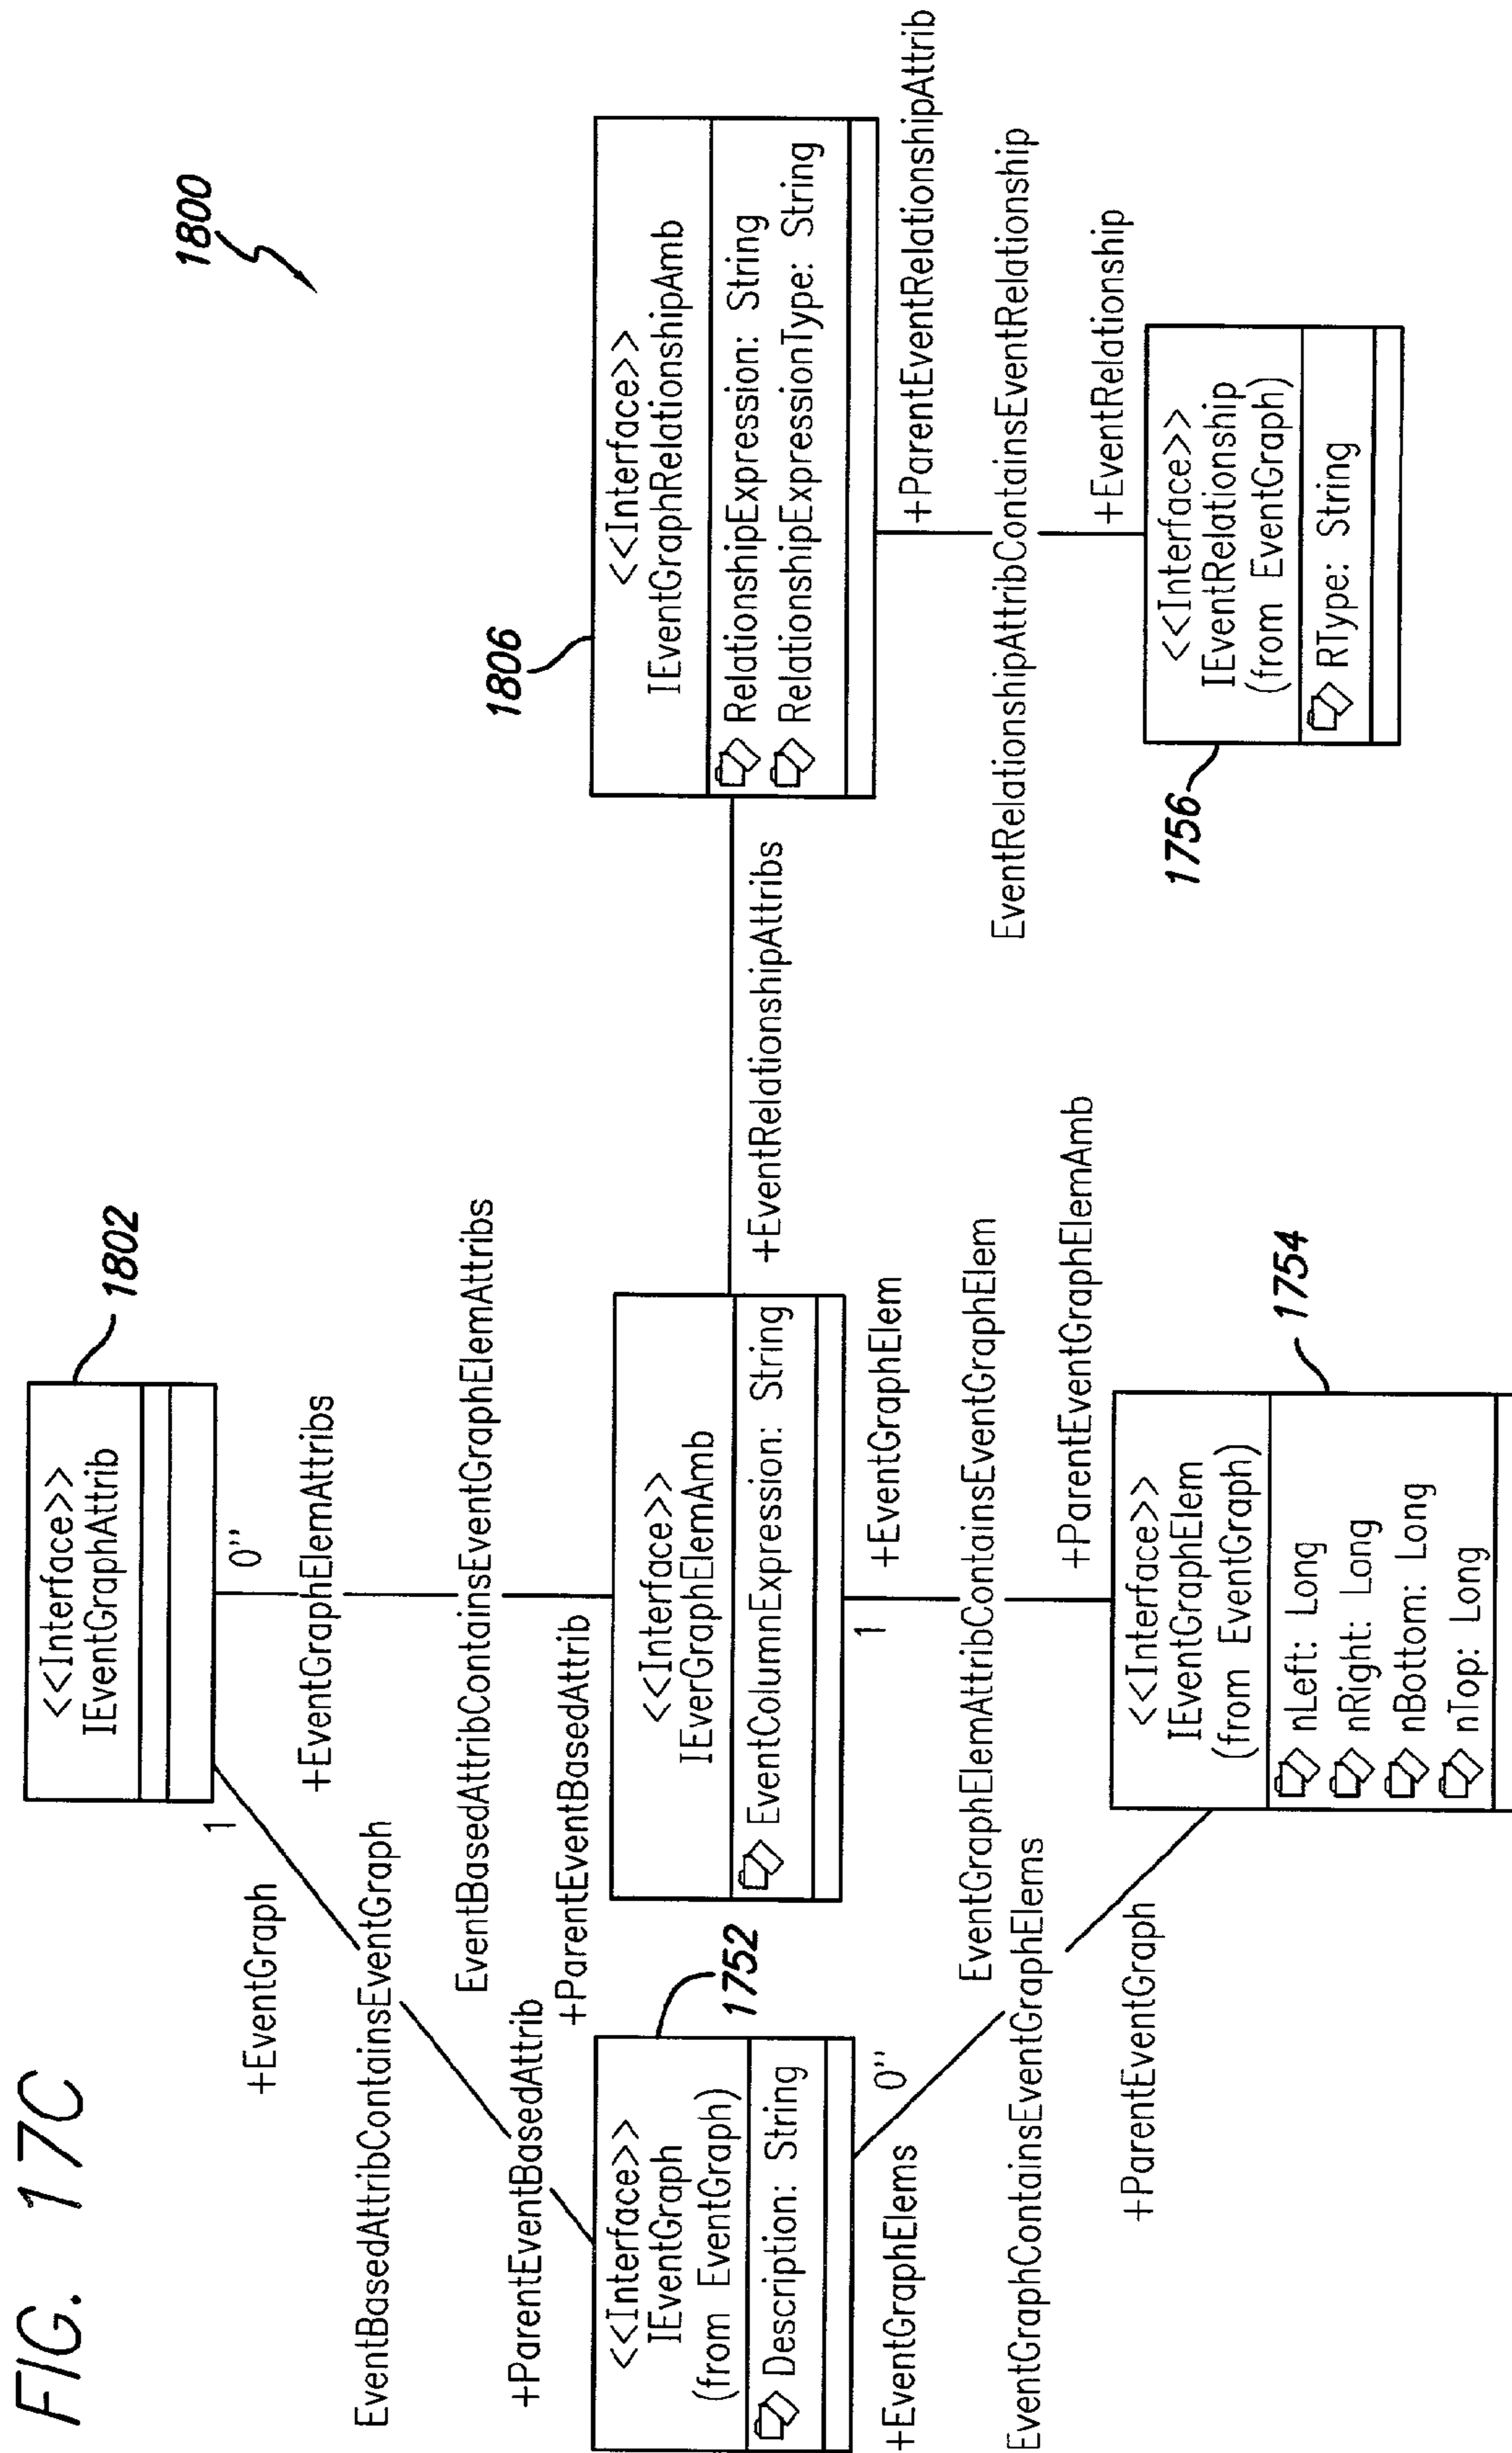 FIG. 17C
1800
<<Interface>>
IEventGraphAttrib
1802
1
0"
+EventGraph
+EventGraphElemAttribs
EventBasedAttribContainsEventGraph
EventBasedAttribContainsEventGraphElemAttribs
+ParentEventBasedAttrib
+ParentEventBasedAttrib
<<Interface>>
IEventGraph
(from EventGraph)
Description: String
1752
<<Interface>>
IEverGraphElemAmb
EventColumnExpression: String
+EventRelationshipAttribs
1806
<<Interface>>
IEventGraphRelationshipAmb
RelationshipExpression: String
RelationshipExpressionType: String
0"
+EventGraphElems
1
+EventGraphElem
+ParentEventRelationshipAttrib
EventGraphContainsEventGraphElems
EventGraphElemAttribContainsEventGraphElem
EventRelationshipAttribContainsEventRelationship
+ParentEventGraph
+ParentEventGraphElemAmb
+EventRelationship
<<Interface>>
IEventGraphElem
(from EventGraph)
nLeft: Long
nRight: Long
nBottom: Long
nTop: Long
1754
<<Interface>>
IEventRelationship
(from EventGraph)
RType: String
1756